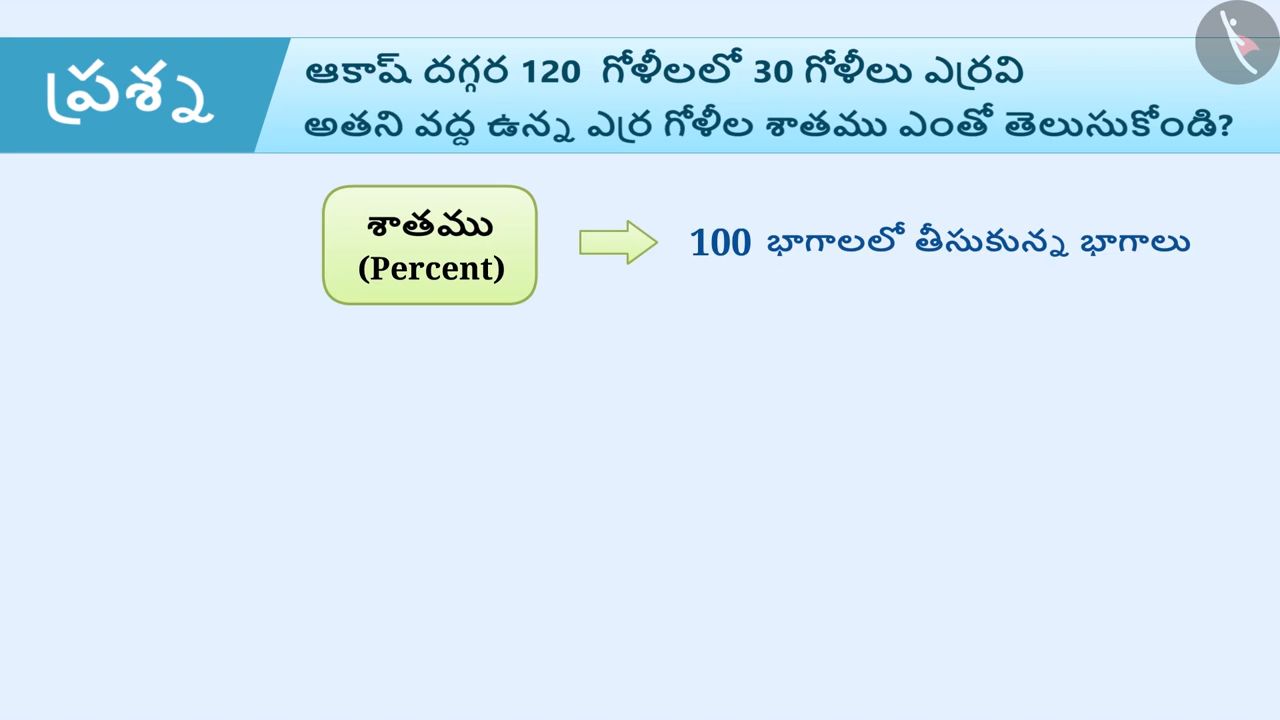 ప్రశ్న
ఆకాష్ దగ్గర 120 గోళీలలో 30 గోళీలు ఎర్రవి
అతని వద్ద ఉన్న ఎర్ర గోళీల శాతము ఎంతో తెలుసుకోండి?
శాతము
(Percent)
100 భాగాలలో తీసుకున్న భాగాలు